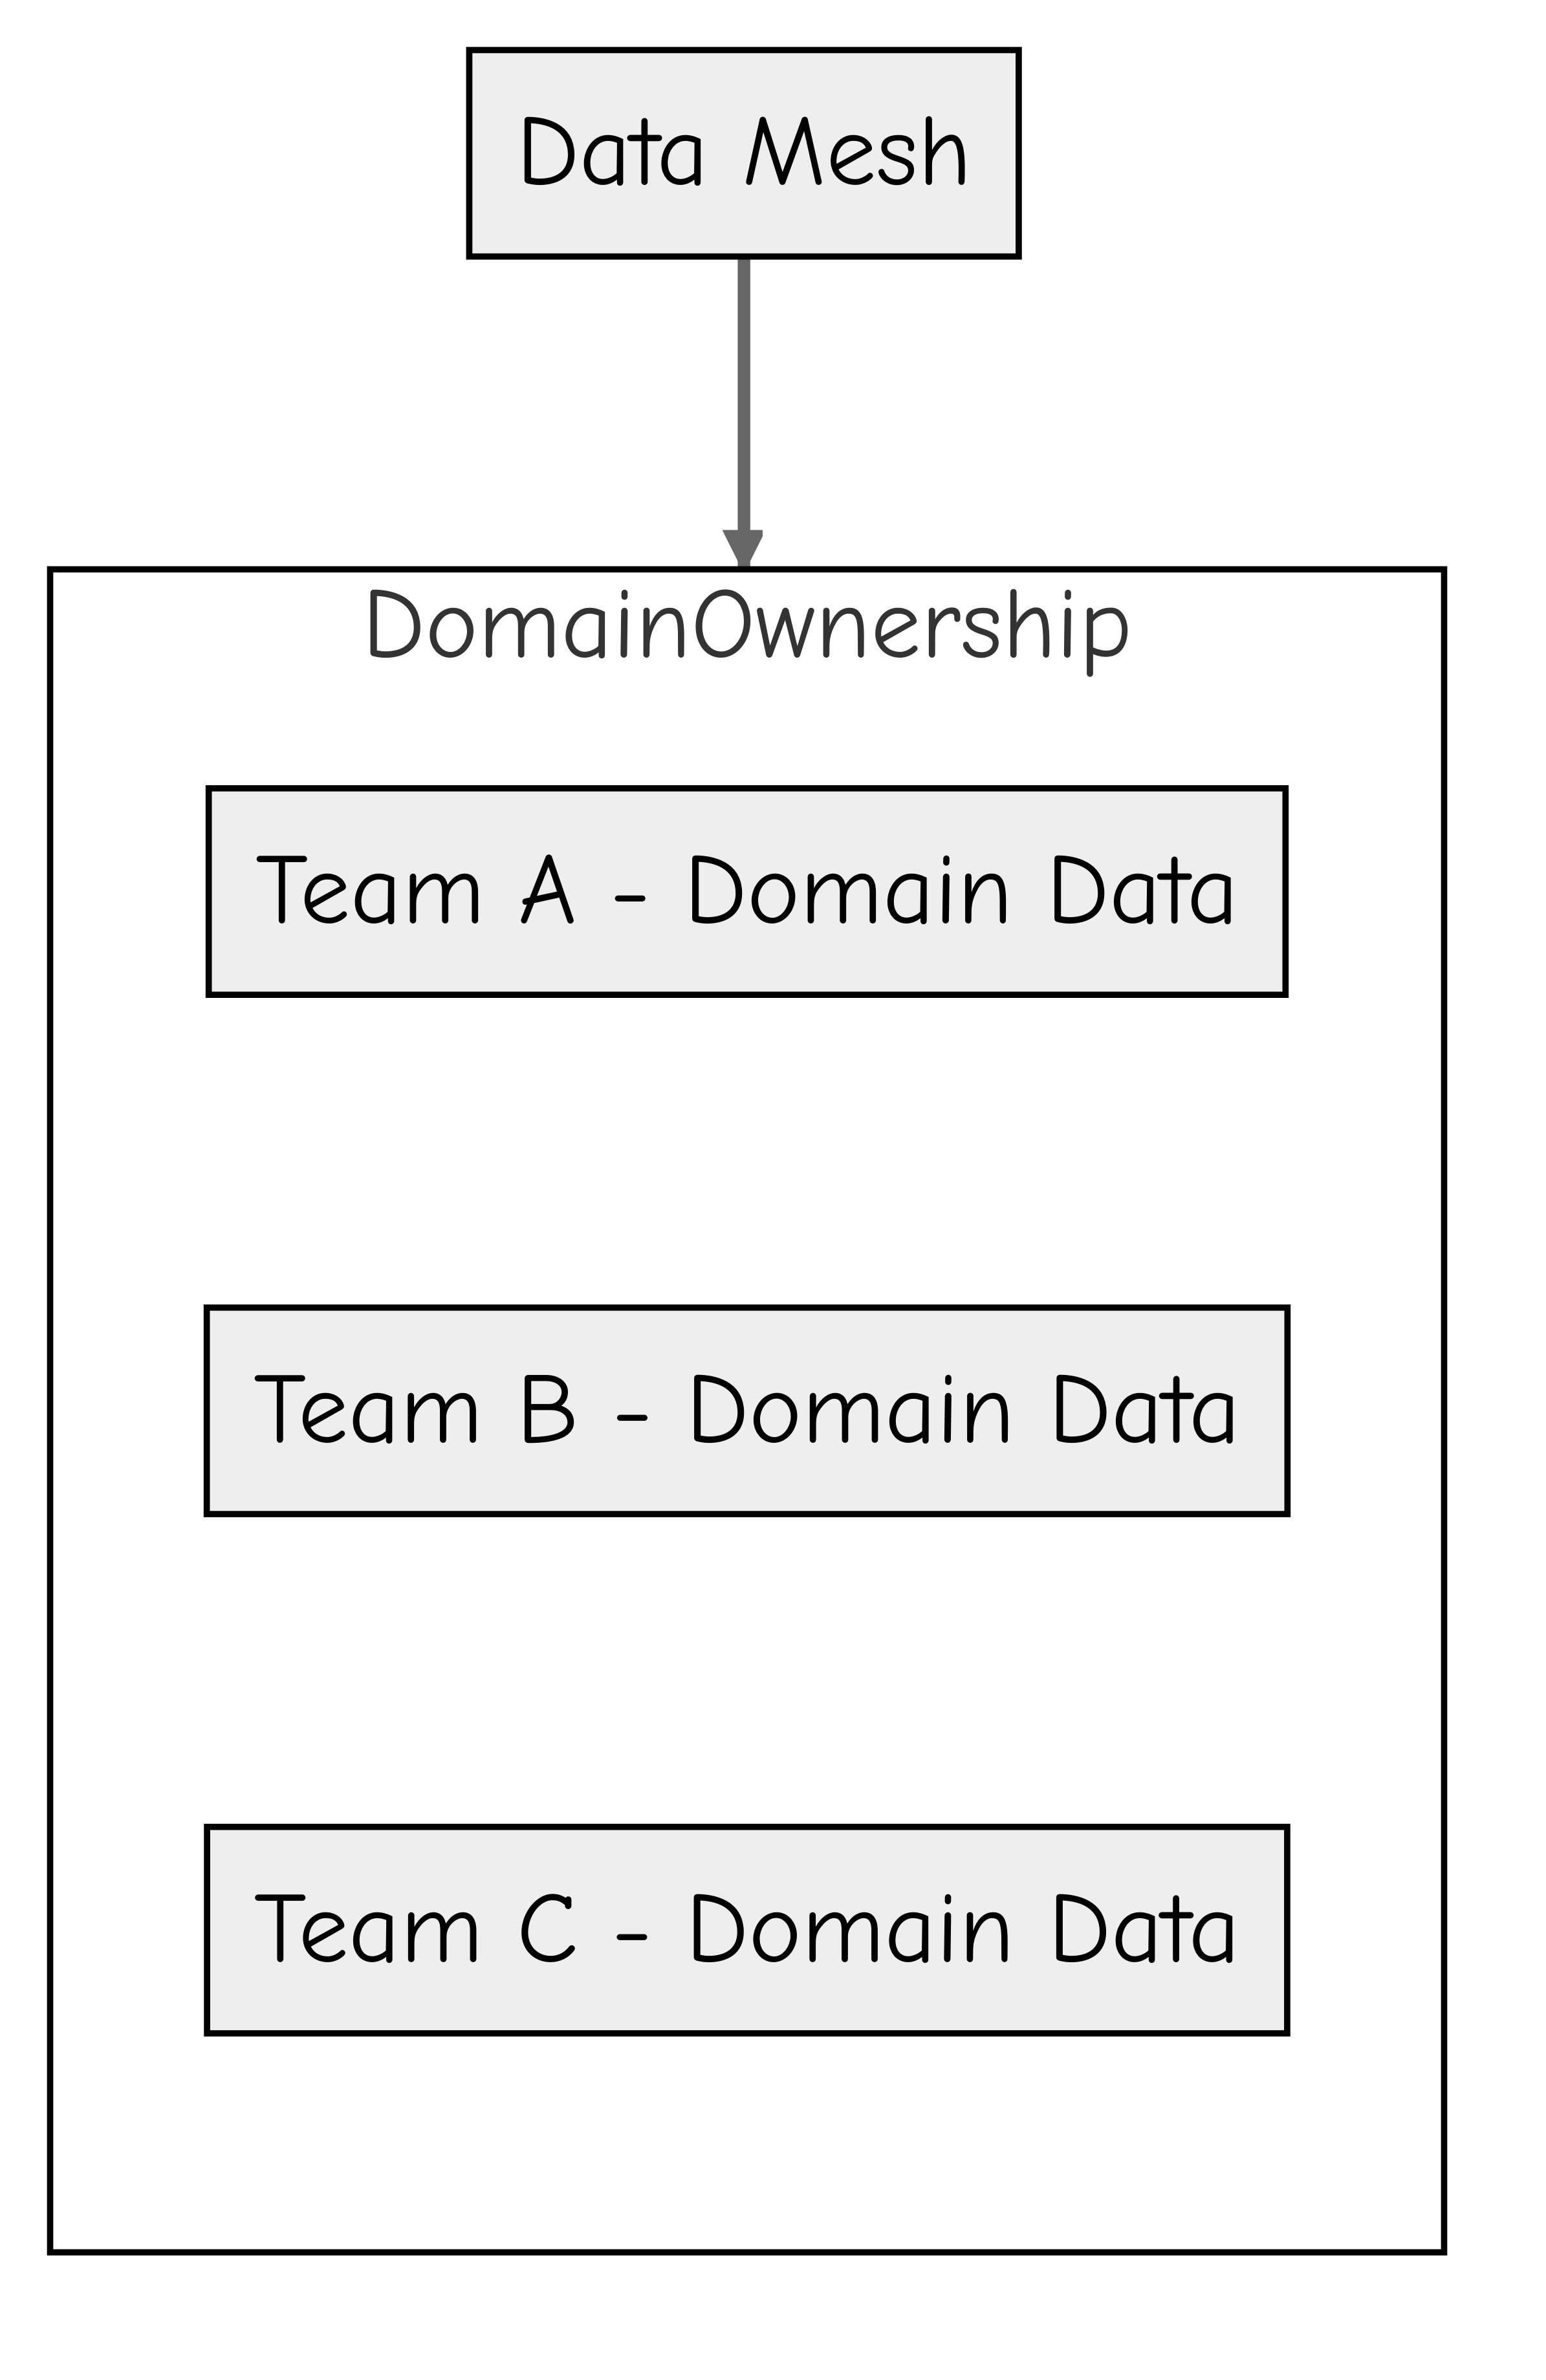 Data Mesh
DomainOwnership
Team A - Domain Data
Team B - Domain Data
Team C - Domain Data